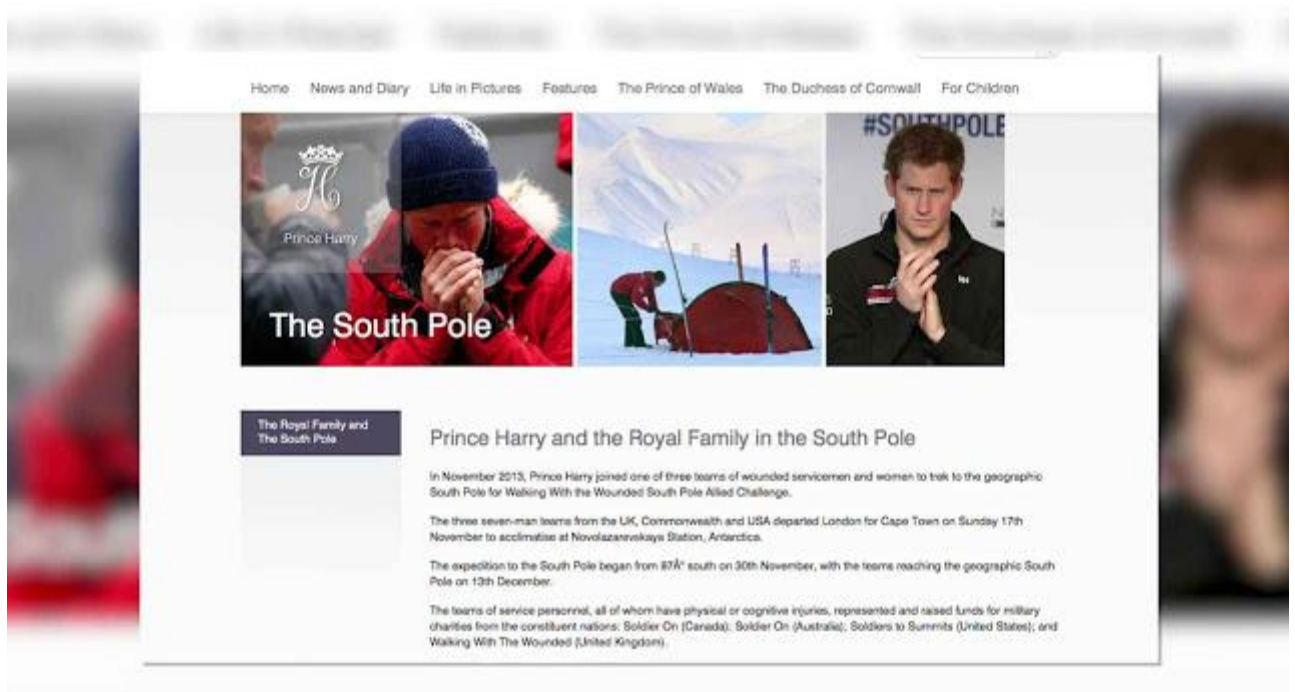 Home News and Diary Life in Pictures Features The Prince of Wales The Duchess of Cornwall For Children
Prince Harry
The South Pole
#SOUTHPOLE
The Royal Family and
The South Pole
Prince Harry and the Royal Family in the South Pole
In November 2013, Prince Harry joined one of three teams of wounded servicemen and women to trek to the geographic
South Pole for Walking With the Wounded South Pole Allied Challenge.
The three seven-man teams from the UK, Commonwealth and USA departed London for Cape Town on Sunday 17th
November to acclimatise at Novolazarevskaya Station, Antarctica.
The expedition to the South Pole began from 87Â° south on 30th November, with the teams reaching the geographic South
Pole on 13th December.
The teams of service personnel, all of whom have physical or cognitive injuries, represented and raised funds for military
charities from the constituent nations: Soldier On (Canada); Soldier On (Australia); Soldiers to Summits (United States); and
Walking With The Wounded (United Kingdom).